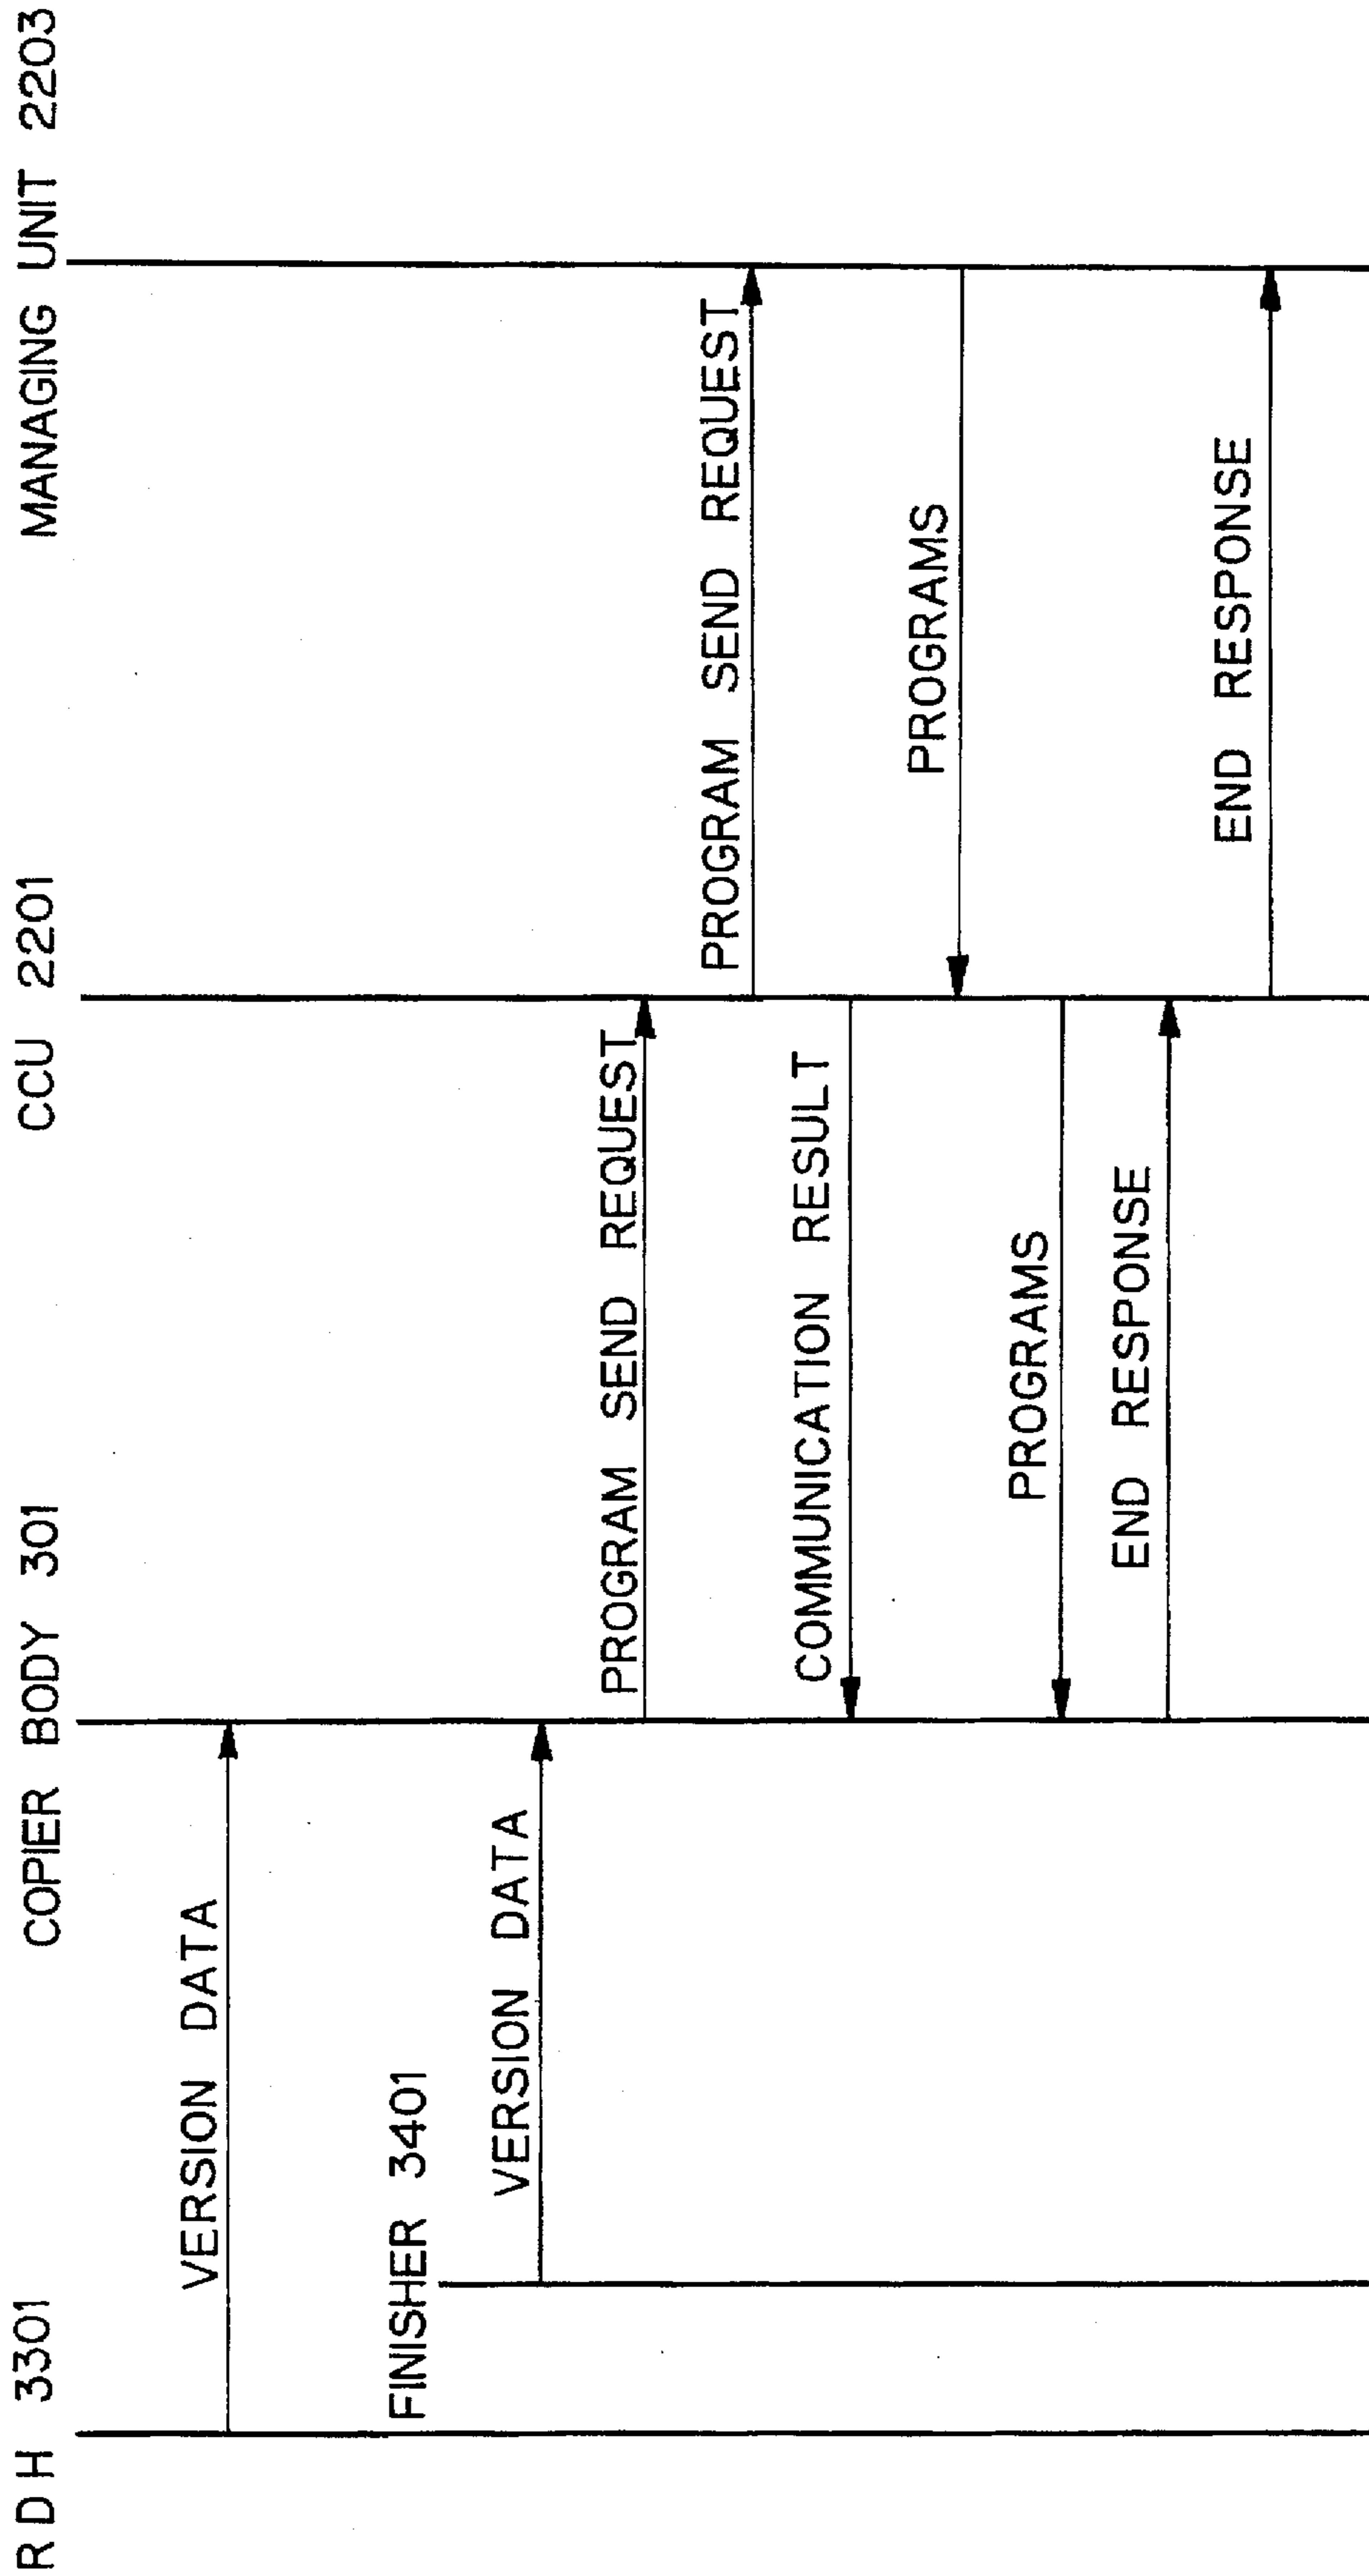 RDH 3301
COPIER BODY 301
CCU 2201
MANAGING UNIT 2203
VERSION DATA
FINISHER 3401
VERSION DATA
PROGRAM SEND REQUEST
PROGRAM SEND REQUEST
COMMUNICATION RESULT
PROGRAMS
PROGRAMS
END RESPONSE
END RESPONSE